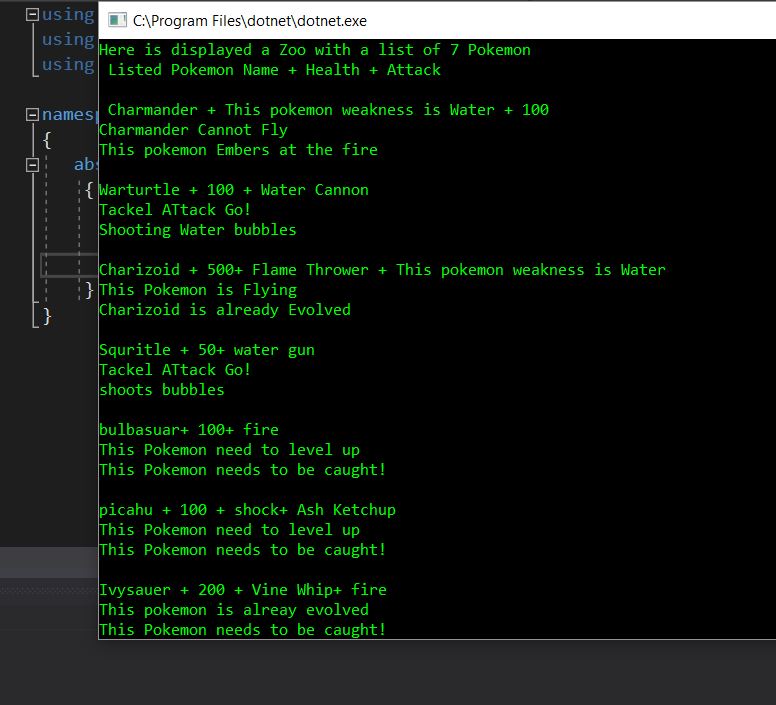 using
using
using
namesp
{
abs
{
}
}
C:\Program Files\dotnet\dotnet.exe
Here is displayed a Zoo with a list of 7 Pokemon
Listed Pokemon Name + Health + Attack
Charmander + This pokemon weakness is Water + 100
Charmander Cannot Fly
This pokemon Embers at the fire
Warturtle + 100 + Water Cannon
Tackel ATtack Go!
Shooting Water bubbles
Charizoid + 500+ Flame Thrower + This pokemon weakness is Water
This Pokemon is Flying
Charizoid is already Evolved
Squritle + 50+ water gun
Tackel ATtack Go!
shoots bubbles
bulbasuar+ 100+ fire
This Pokemon need to level up
This Pokemon needs to be caught!
picahu + 100 + shock+ Ash Ketchup
This Pokemon need to level up
This Pokemon needs to be caught!
Ivysauer + 200 + Vine Whip+ fire
This pokemon is alreay evolved
This Pokemon needs to be caught!